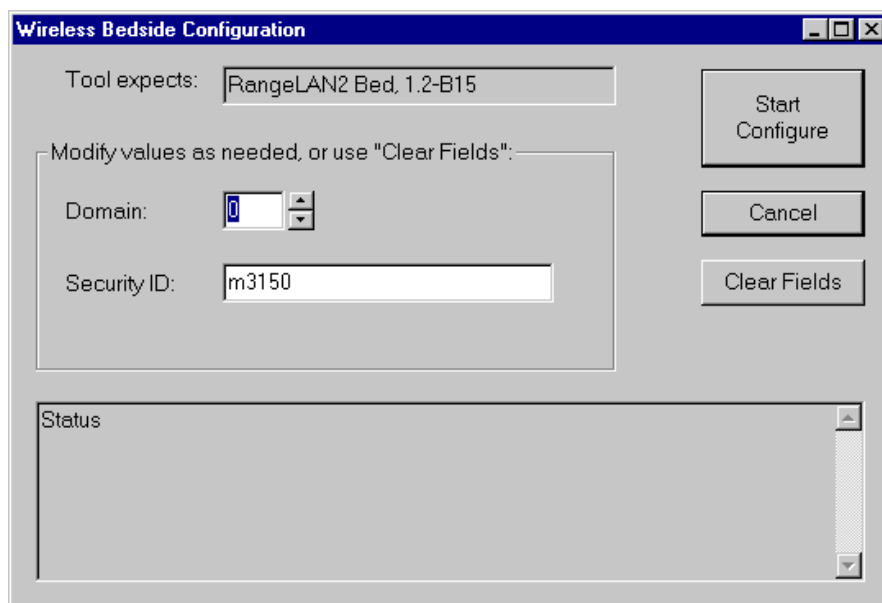 Wireless Bedside Configuration
Tool expects:
RangeLAN2 Bed, 1.2-B15
Start
Configure
Modify values as needed, or use "Clear Fields":
Domain:
0
Cancel
Security ID:
m3150
Clear Fields
Status